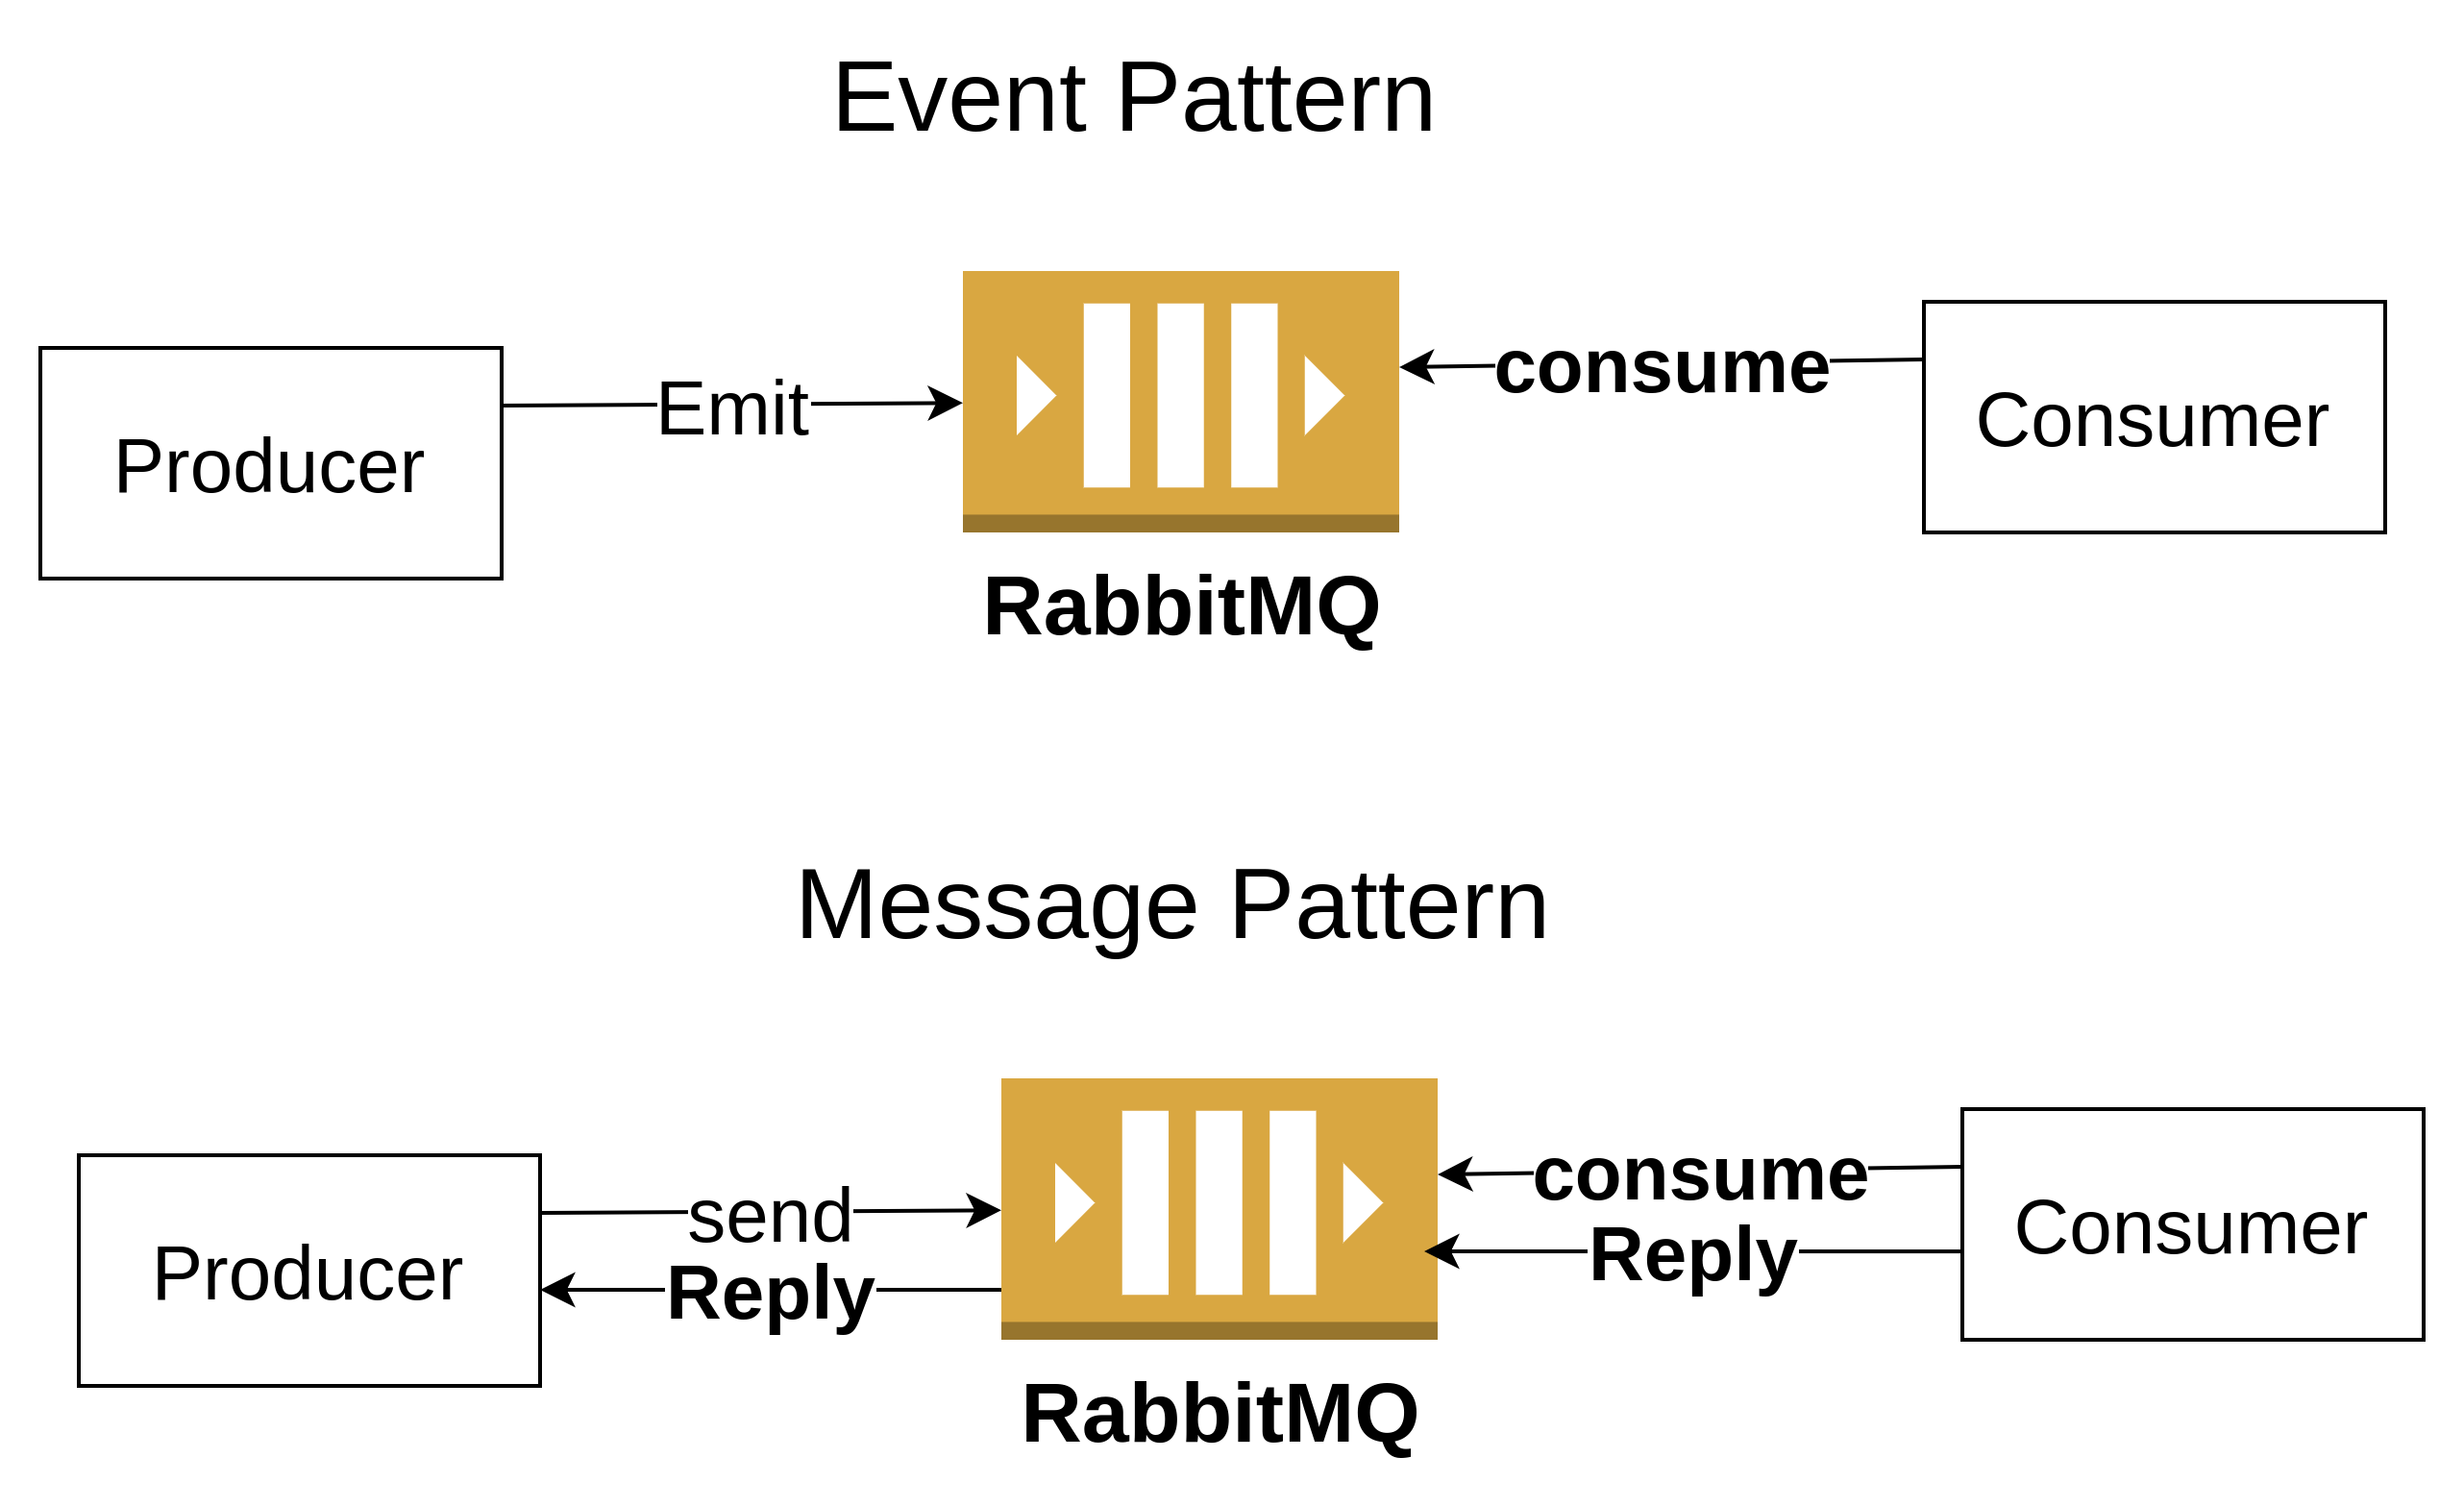 Event Pattern
consume
Emit
Consumer
Producer
RabbitMQ
Message Pattern
consume
send
Consumer
Reply
Producer
Reply
RabbitMQ